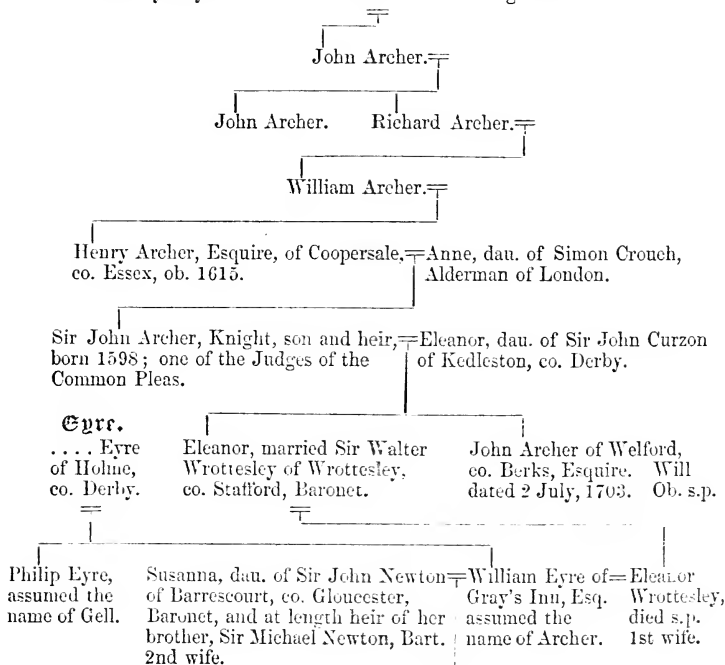 John Archer.
John Archer. Richard Archer.
William Archer.
Henry Archer, Esquire, of Coopersale,
co. Essex, ob. 1615.
Anne, dau. of Simon Crouch,
Alderman of London.
Sir John Archer, Knight, son and heir,
born 1598; one of the Judges of the
Common Pleas.
Eleanor, dau. of Sir John Curzon
of Kedleston, co. Derby.
Eyre.
.... Eyre
of Holme,
co. Derby.
Eleanor, married Sir Walter
Wrottesley of Wrottesley,
co. Stafford, Baronet.
John Archer of Welford,
co. Berks, Esquire. Will
dated 2 July, 1703. Ob. s.p.
Philip Eyre,
assumed the
name of Gell.
Susanna, dau. of Sir John Newton
of Barrescourt, co. Gloucester,
Baronet, and at length heir of her
brother, Sir Michael Newton, Bart.
2nd wife.
William Eyre of
Gray's Inn, Esq.
assumed the
name of Archer.
Eleanor
Wrottesley,
died s.p.
1st wife.